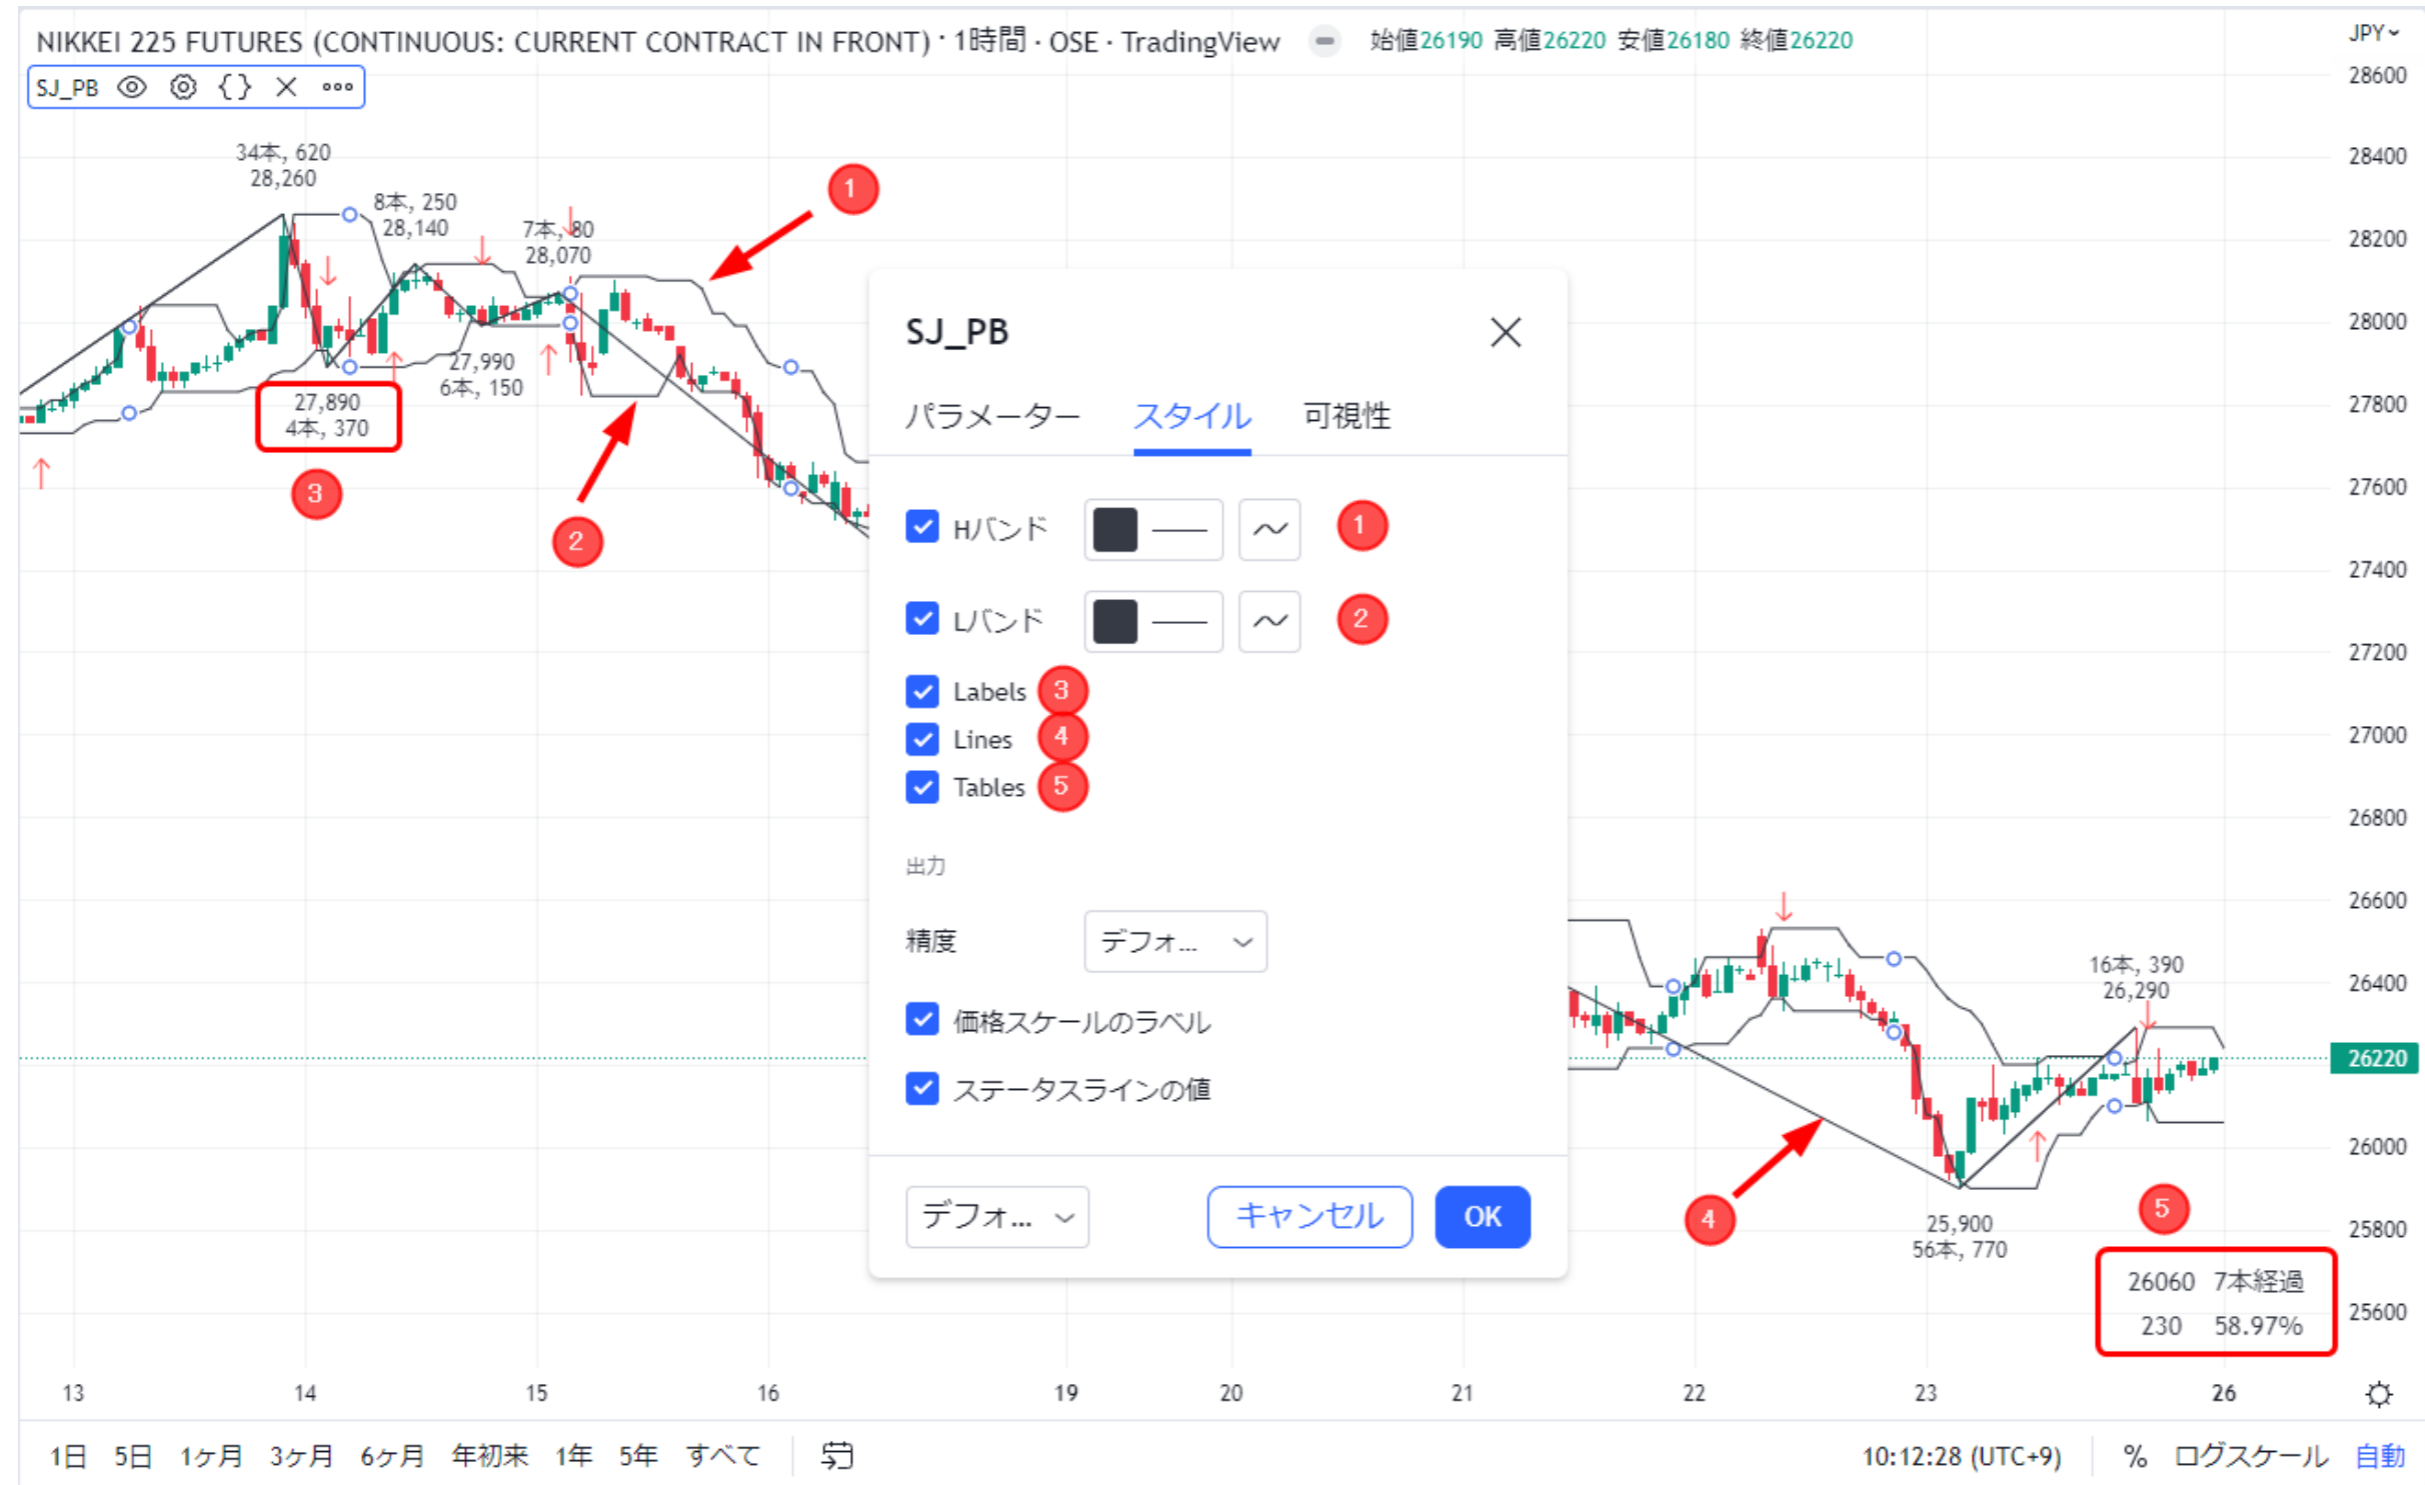 NIKKEI 225 FUTURES (CONTINUOUS: CURRENT CONTRACT IN FRONT) · 1時間 · OSE · TradingView
始値26190 高値26220 安値26180 終値26220
JPY
SJ_PB
28600
28400
28200
28000
27800
27600
27400
27200
27000
26800
26600
26400
26220
26000
25800
25600
34本, 620
28,260
8本, 250
28,140
7本, 80
28,070
1
27,890
4本, 370
3
27,990
6本, 150
2
SJ_PB
パラメーター スタイル 可視性
Hバンド 1
Lバンド 2
Labels 3
Lines 4
Tables 5
出力
精度 デフォ...
価格スケールのラベル
ステータスラインの値
デフォ... キャンセル OK
16本, 390
26,290
4
25,900
56本, 770
5
26060 7本経過
230 58.97%
13 14 15 16 19 20 21 22 23 26
1日 5日 1ヶ月 3ヶ月 6ヶ月 年初来 1年 5年 すべて
10:12:28 (UTC+9) % ログスケール 自動